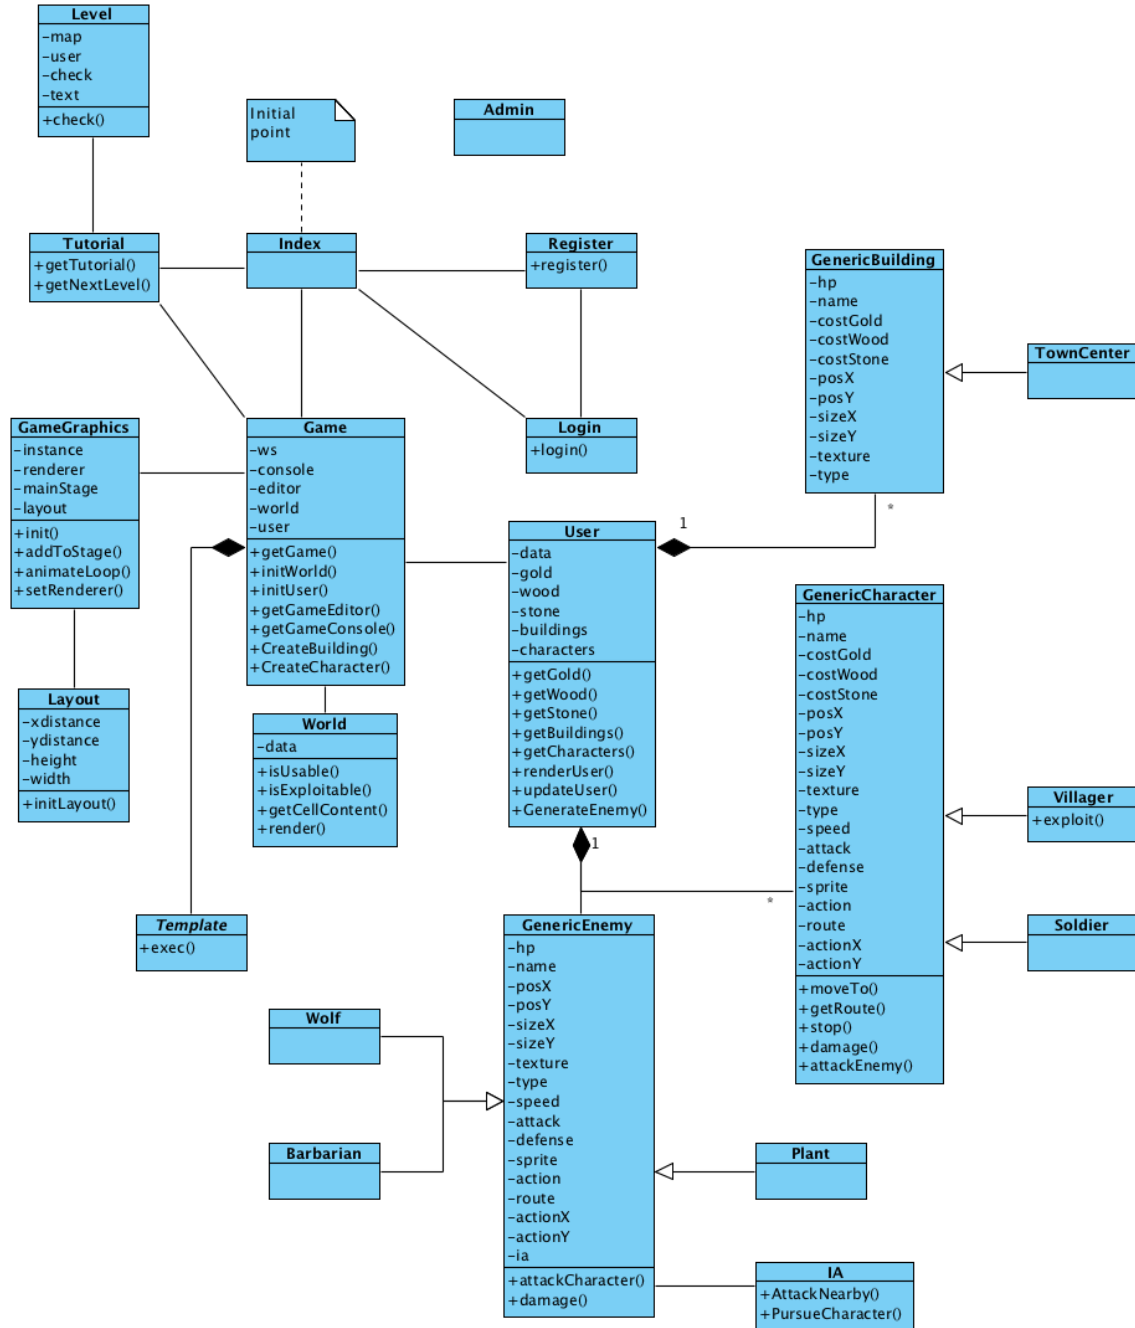 Level
-map
-user
-check
-text
+check()
Initial
point
Admin
Tutorial
+getTutorial()
+getNextLevel()
Index
Register
+register()
GenericBuilding
-hp
-name
-costGold
-costWood
-costStone
-posX
-posY
-sizeX
-sizeY
-texture
-type
TownCenter
GameGraphics
-instance
-renderer
-mainStage
-layout
+init()
+addToStage()
+animateLoop()
+setRenderer()
Game
-ws
-console
-editor
-world
-user
+getGame()
+initWorld()
+initUser()
+getGameEditor()
+getGameConsole()
+CreateBuilding()
+CreateCharacter()
Login
+login()
User
-data
-gold
-wood
-stone
-buildings
-characters
+getGold()
+getWood()
+getStone()
+getBuildings()
+getCharacters()
+renderUser()
+updateUser()
+GenerateEnemy()
1
*
GenericCharacter
-hp
-name
-costGold
-costWood
-costStone
-posX
-posY
-sizeX
-sizeY
-texture
-type
-speed
-attack
-defense
-sprite
-action
-route
-actionX
-actionY
+moveTo()
+getRoute()
+stop()
+damage()
+attackEnemy()
Layout
-xdistance
-ydistance
-height
-width
+initLayout()
World
-data
+isUsable()
+isExploitable()
+getCellContent()
+render()
Villager
+exploit()
1
*
Template
+exec()
GenericEnemy
-hp
-name
-posX
-posY
-sizeX
-sizeY
-texture
-type
-speed
-attack
-defense
-sprite
-action
-route
-actionX
-actionY
-ia
+attackCharacter()
+damage()
Soldier
Wolf
Barbarian
Plant
IA
+AttackNearby()
+PursueCharacter()